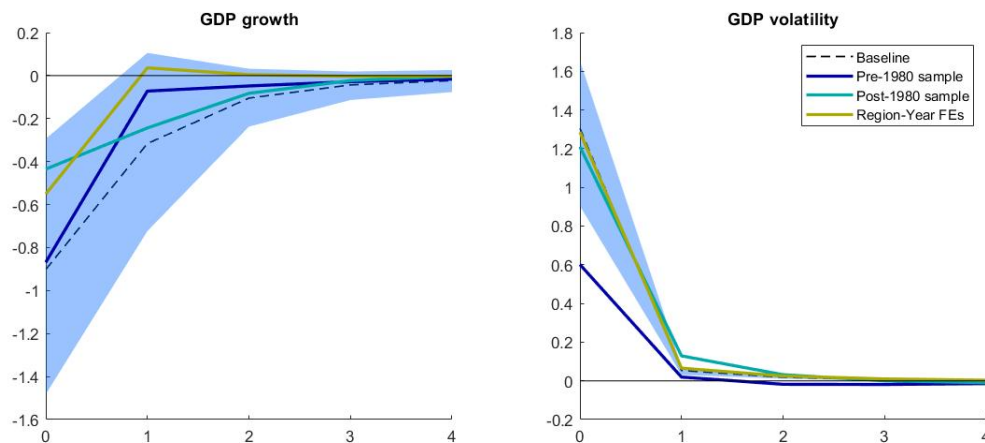 GDP growth
0.2
0
-0.2
-0.4
-0.6
-0.8
-1
-1.2
-1.4
-1.6
0 1 2 3 4
GDP volatility
1.8
1.6
1.4
1.2
1
0.8
0.6
0.4
0.2
0
-0.2
0 1 2 3 4
Baseline
Pre-1980 sample
Post-1980 sample
Region-Year FEs